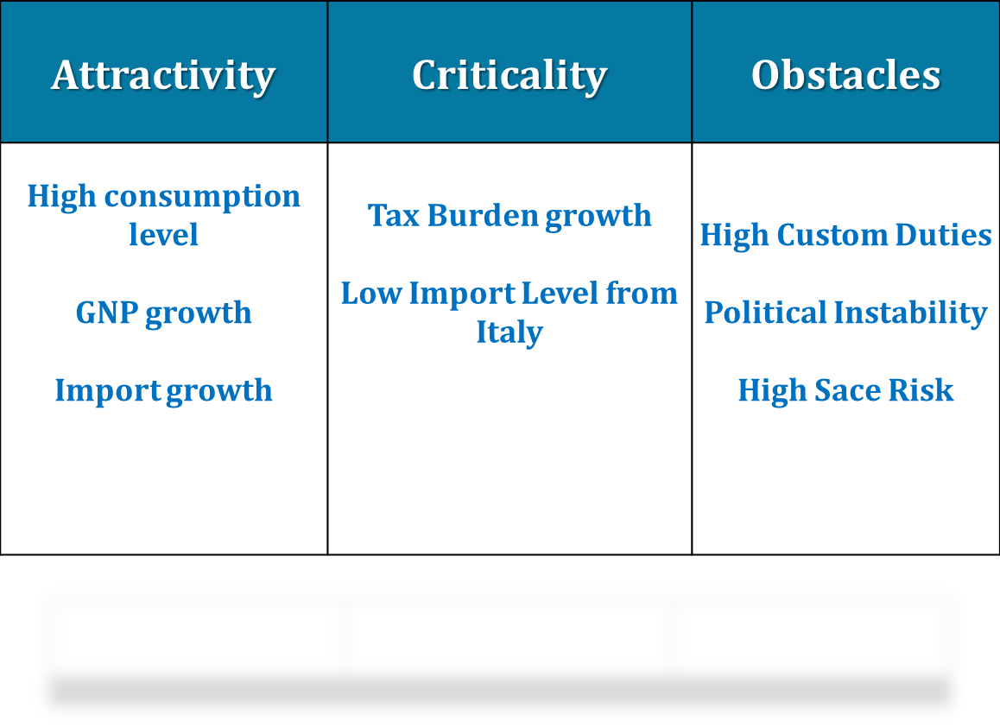 Attractivity
Criticality
Obstacles
High consumption
level
GNP growth
Import growth
Tax Burden growth
Low Import Level from
Italy
High Custom Duties
Political Instability
High Sace Risk